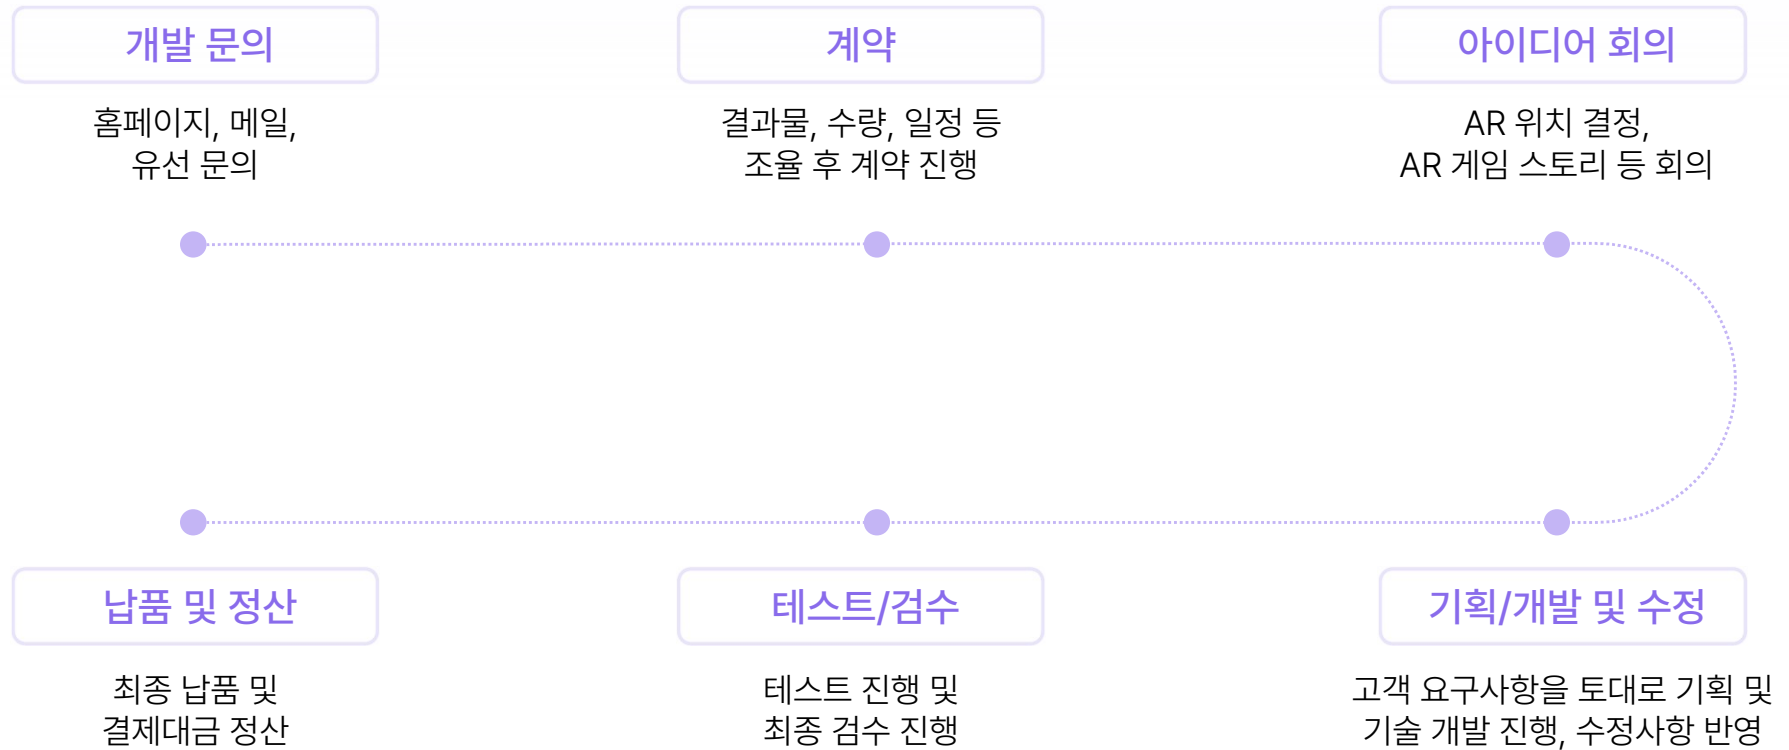 개발 문의
홈페이지, 메일,
유선 문의
계약
결과물, 수량, 일정 등
조율 후 계약 진행
아이디어 회의
AR 위치 결정,
AR 게임 스토리 등 회의
기획/개발 및 수정
고객 요구사항을 토대로 기획 및
기술 개발 진행, 수정사항 반영
테스트/검수
테스트 진행 및
최종 검수 진행
납품 및 정산
최종 납품 및
결제대금 정산